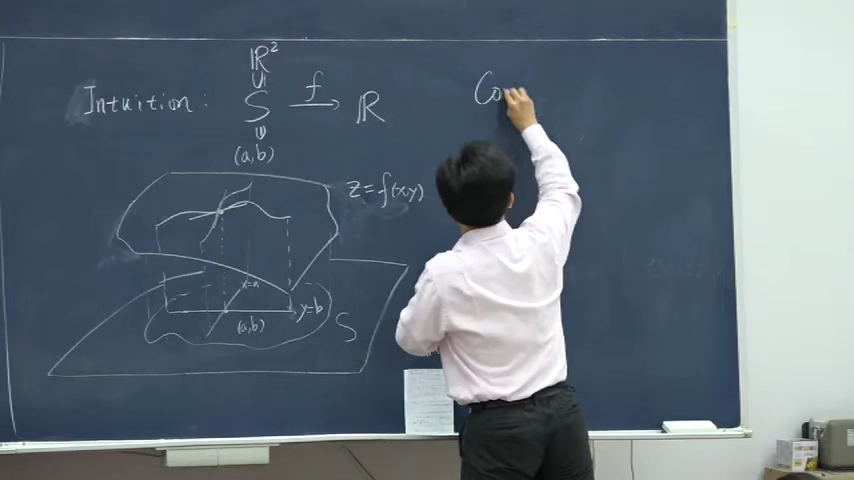 ℝ²
∪
Intuition : S f→ ℝ
∪
(a,b)
z=f(x,y)
x=a
y=b
(a,b)
S
Co